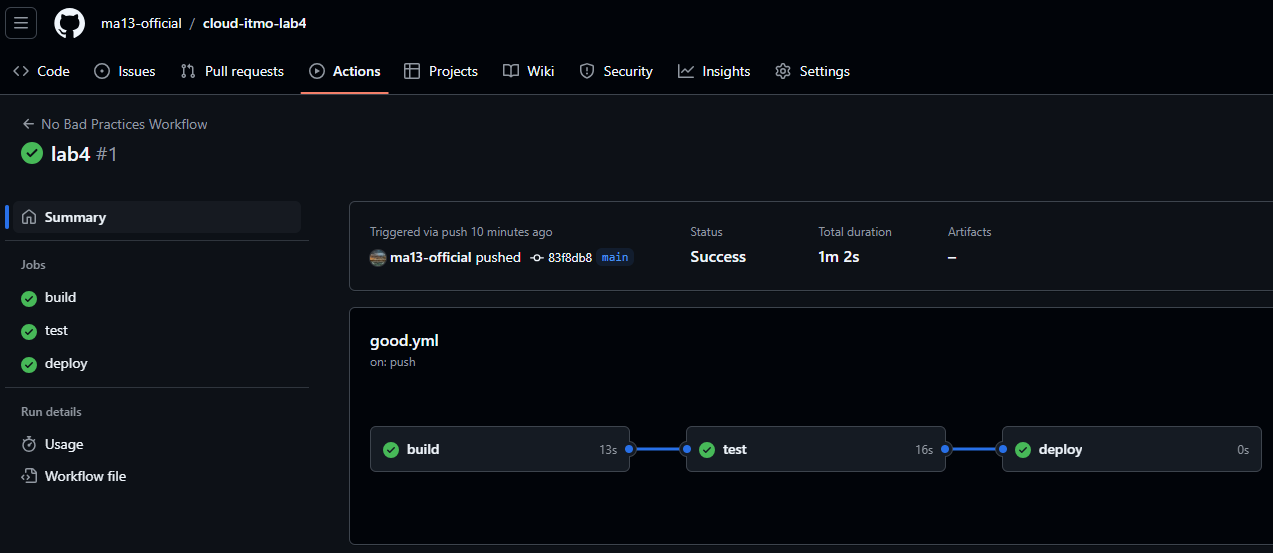 ma13-official / cloud-itmo-lab4
Code Issues Pull requests Actions Projects Wiki Security Insights Settings
No Bad Practices Workflow
lab4 #1
Summary
Jobs
build
test
deploy
Run details
Usage
Workflow file
Triggered via push 10 minutes ago
ma13-official pushed 83f8db8 main
Status
Success
Total duration
1m 2s
Artifacts
–
good.yml
on: push
build 13s
test 16s
deploy 0s